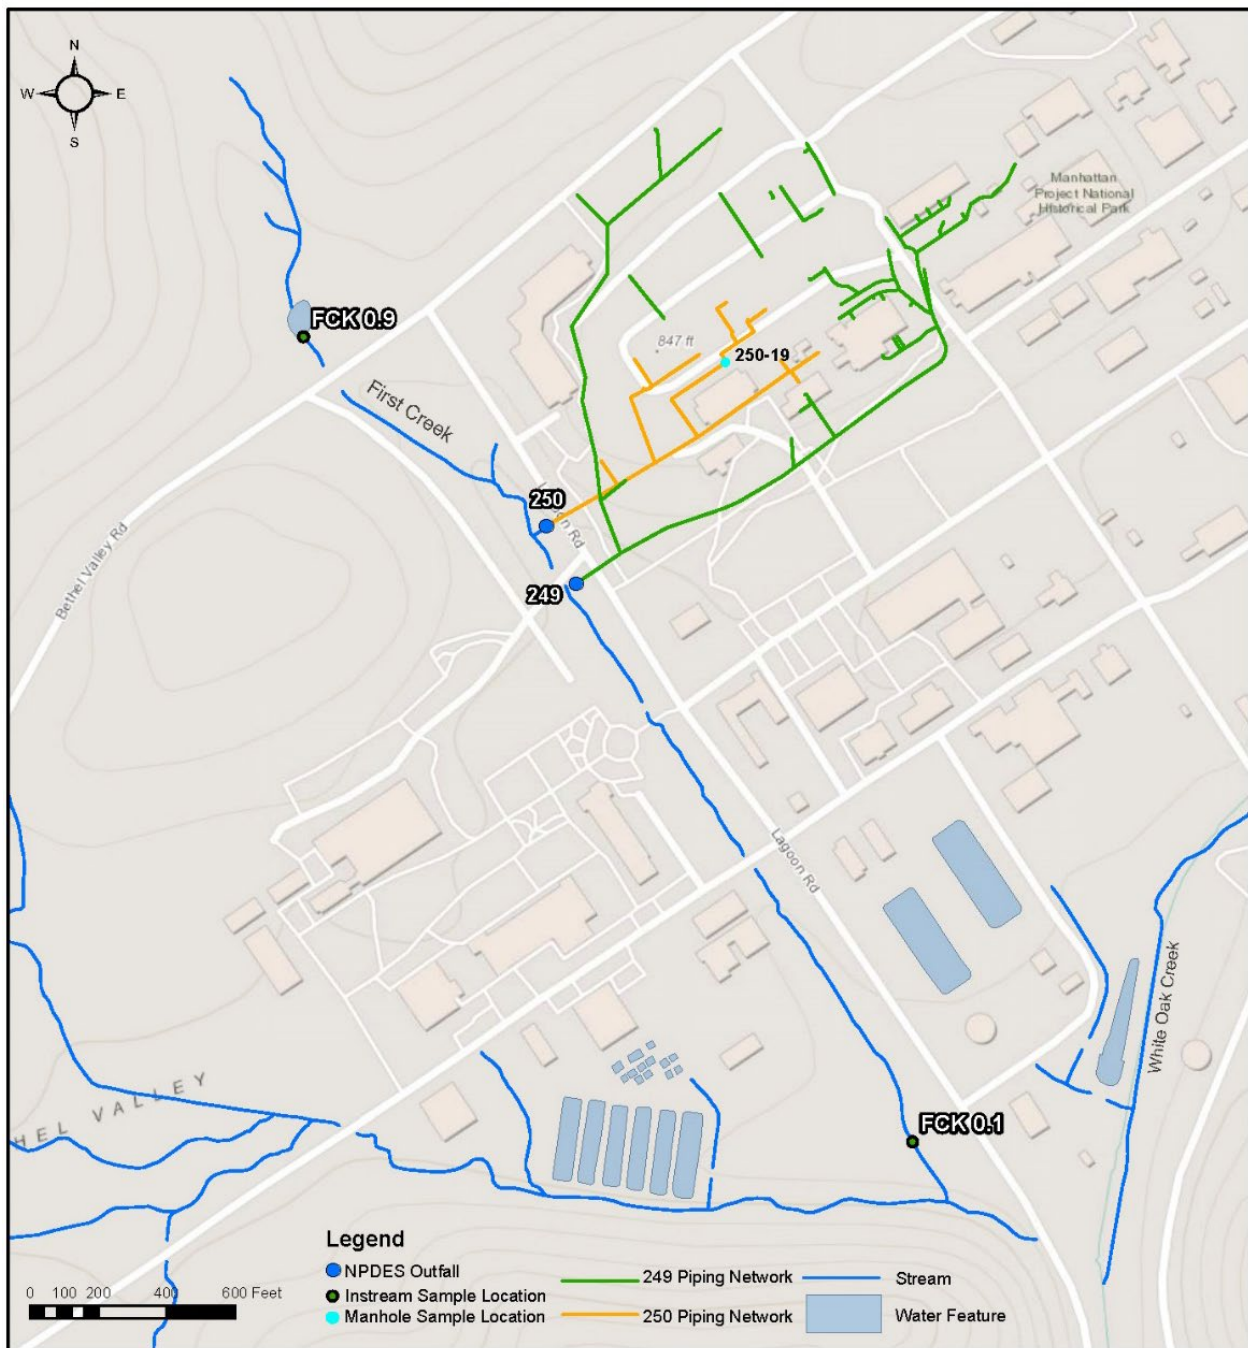 N
W E
S
Manhattan
Project National
Historical Park
FCK 0.9
847 ft
250-19
First Creek
250
Lagoon Rd
Bethel Valley Rd
249
Lagoon Rd
White Oak Creek
HEL VALLEY
FCK 0.1
Legend
NPDES Outfall
Instream Sample Location
Manhole Sample Location
249 Piping Network
250 Piping Network
Stream
Water Feature
0 100 200 400 600 Feet